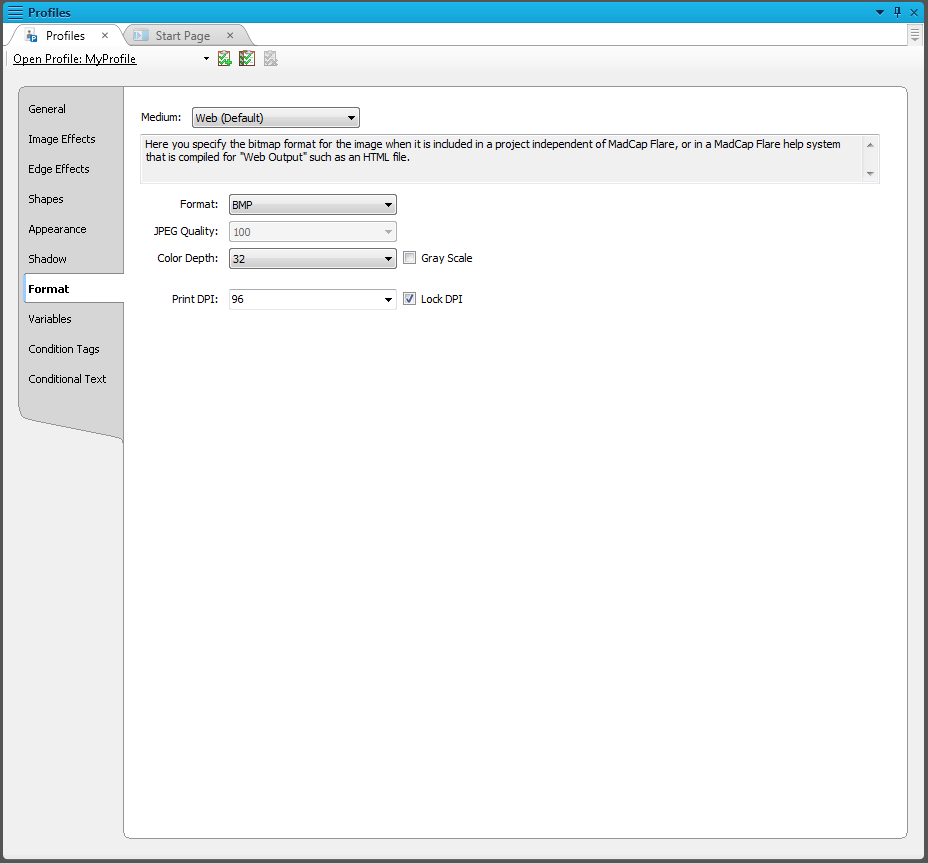 Profiles
Profiles
Start Page
Open Profile: MyProfile
General
Image Effects
Edge Effects
Shapes
Appearance
Shadow
Format
Variables
Condition Tags
Conditional Text
Medium: Web (Default)
Here you specify the bitmap format for the image when it is included in a project independent of MadCap Flare, or in a MadCap Flare help system
that is compiled for "Web Output" such as an HTML file.
Format: BMP
JPEG Quality: 100
Color Depth: 32 Gray Scale
Print DPI: 96 Lock DPI